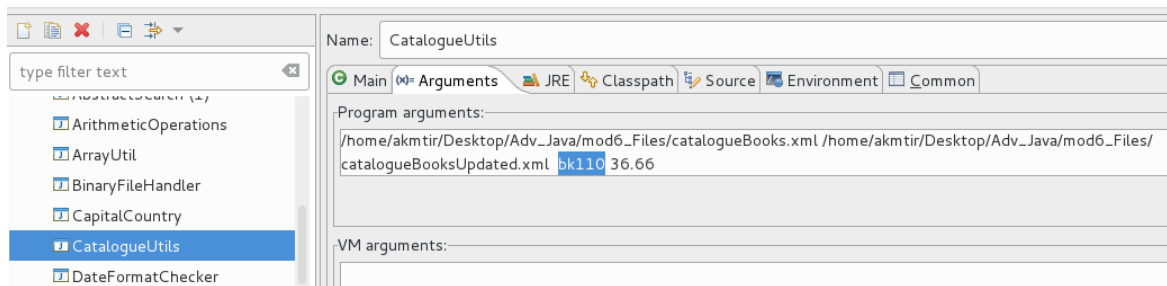 Name: CatalogueUtils
type filter text
Main (x)= Arguments JRE Classpath Source Environment Common
AbstractSearch (1)
ArithmeticOperations
ArrayUtil
BinaryFileHandler
CapitalCountry
CatalogueUtils
DateFormatChecker
Program arguments:
/home/akmtir/Desktop/Adv_Java/mod6_Files/catalogueBooks.xml /home/akmtir/Desktop/Adv_Java/mod6_Files/
catalogueBooksUpdated.xml bk110 36.66
VM arguments: